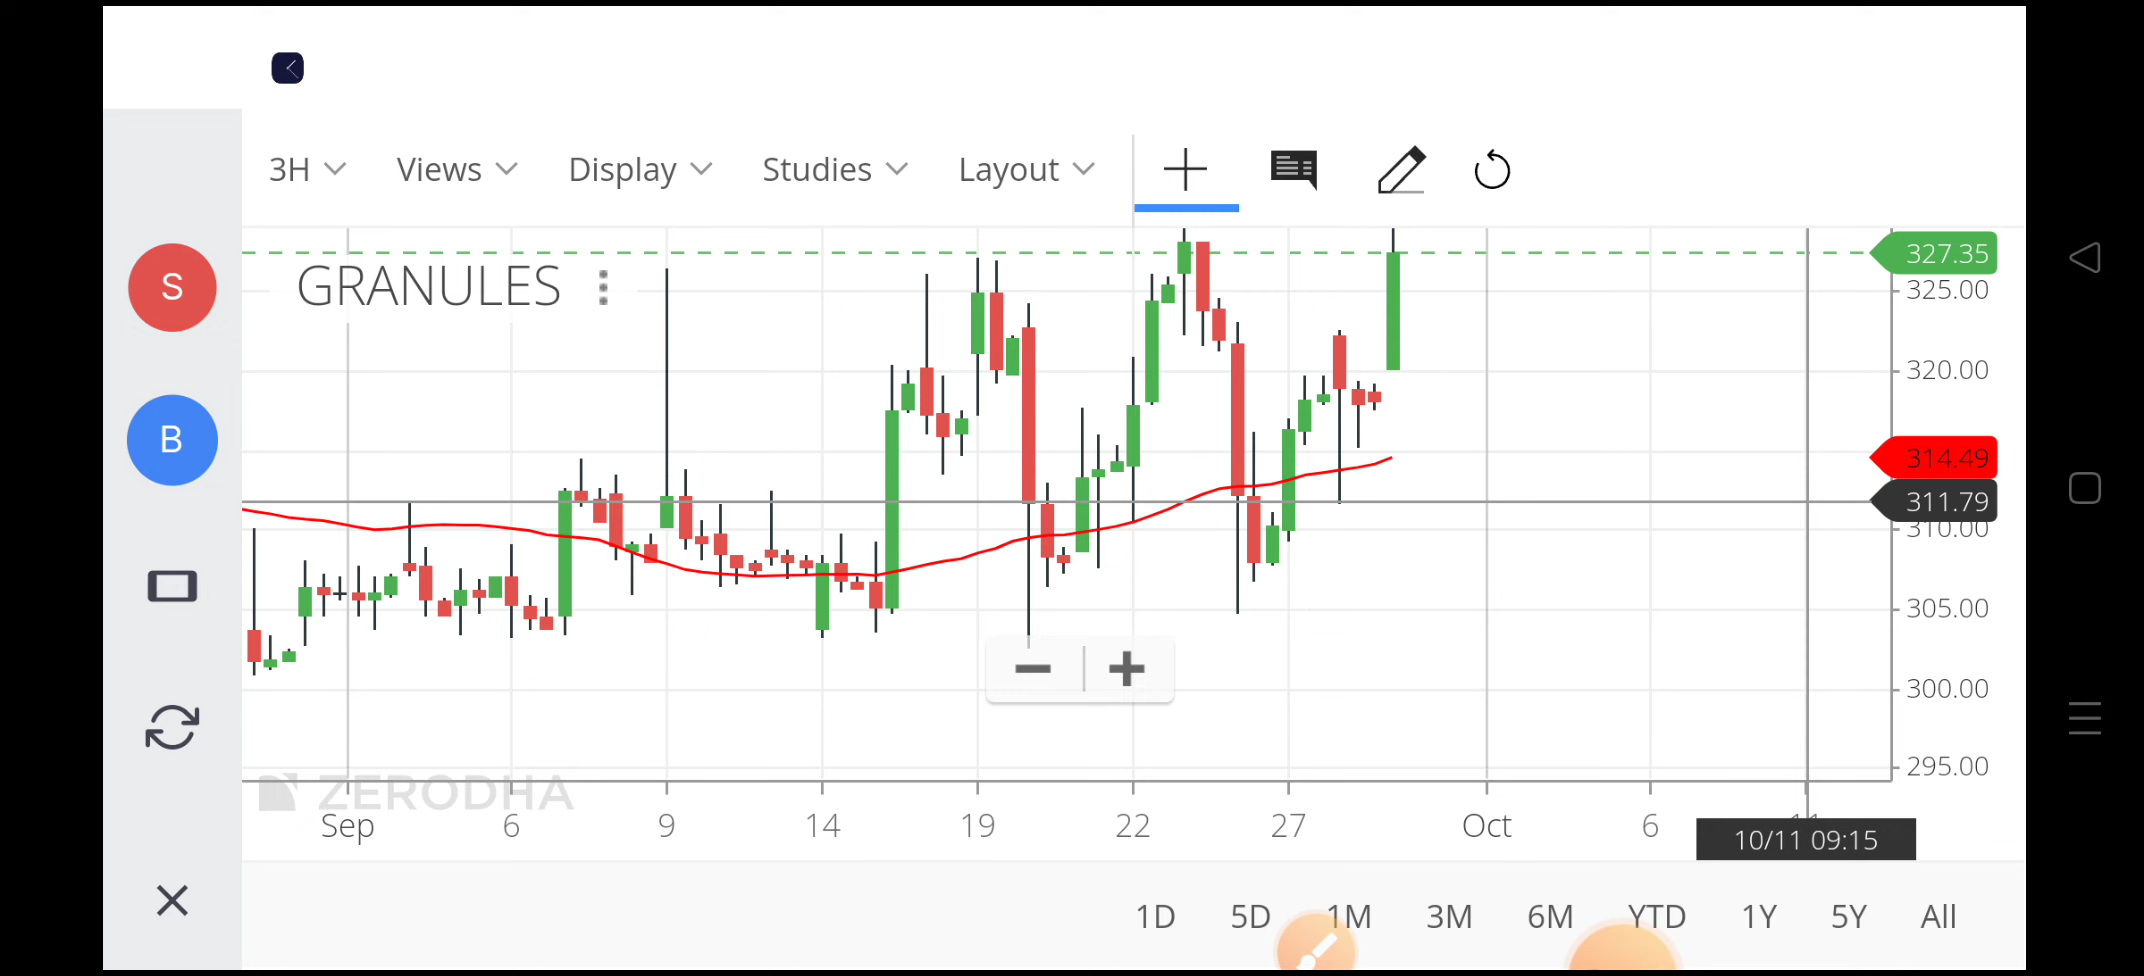 3H Views Display Studies Layout
GRANULES
S
B
327.35
325.00
320.00
314.49
311.79
310.00
305.00
300.00
295.00
ZERODHA
Sep 6 9 14 19 22 27 Oct 6
10/11 09:15
1D 5D 1M 3M 6M YTD 1Y 5Y All